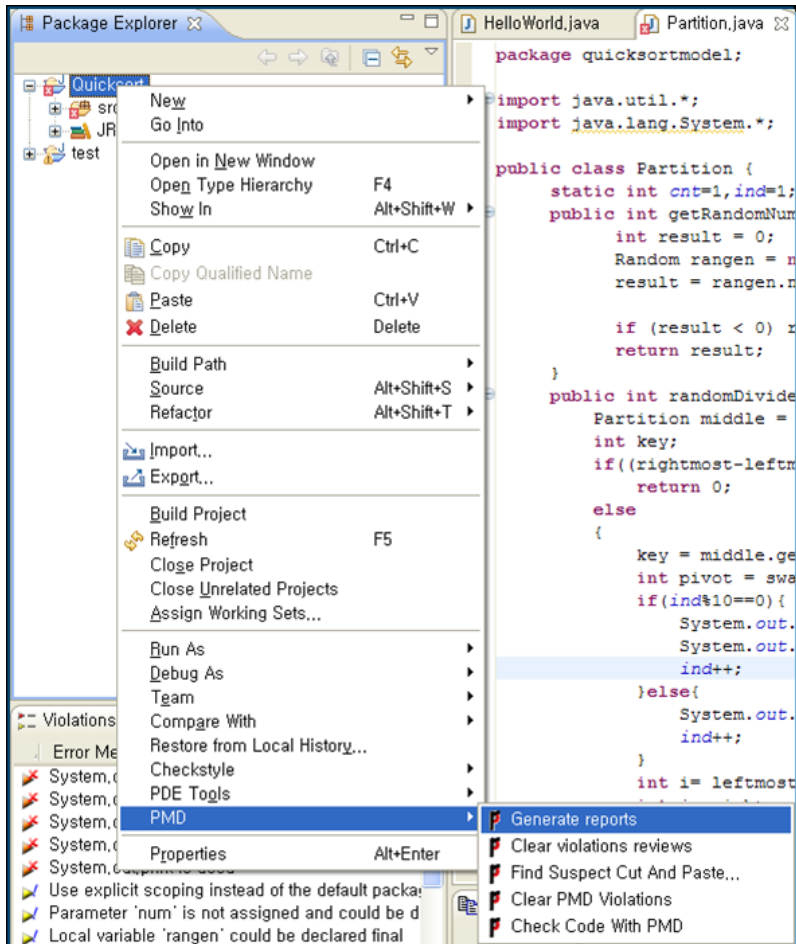 Package Explorer
Quicksort
src
JR
test
New
Go Into
Open in New Window
Open Type Hierarchy F4
Show In Alt+Shift+W
Copy Ctrl+C
Copy Qualified Name
Paste Ctrl+V
Delete Delete
Build Path
Source Alt+Shift+S
Refactor Alt+Shift+T
Import...
Export...
Build Project
Refresh F5
Close Project
Close Unrelated Projects
Assign Working Sets...
Run As
Debug As
Team
Compare With
Restore from Local History...
Checkstyle
PDE Tools
PMD
Properties Alt+Enter
Generate reports
Clear violations reviews
Find Suspect Cut And Paste...
Clear PMD Violations
Check Code With PMD
Violations
Error Me
System.o
System.o
System.o
System.o
System.out.print is used
Use explicit scoping instead of the default packa
Parameter 'num' is not assigned and could be d
Local variable 'rangen' could be declared final
HelloWorld.java Partition.java
package quicksortmodel;
import java.util.*;
import java.lang.System.*;
public class Partition {
static int cnt=1,ind=1;
public int getRandomNum
int result = 0;
Random rangen = n
result = rangen.n
if (result < 0) r
return result;
}
public int randomDivide
Partition middle =
int key;
if((rightmost-leftm
return 0;
else
{
key = middle.ge
int pivot = swa
if(ind%10==0){
System.out.
System.out.
ind++;
}else{
System.out.
ind++;
}
int i= leftmost